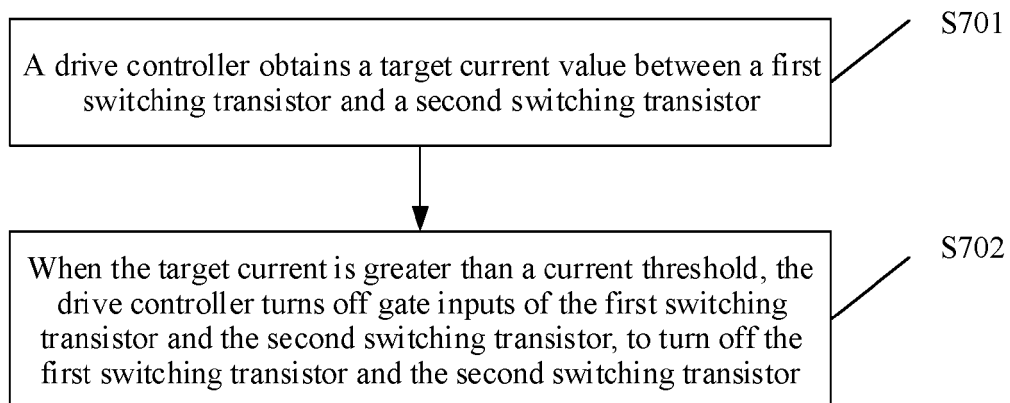 S701
A drive controller obtains a target current value between a first
switching transistor and a second switching transistor
S702
When the target current is greater than a current threshold, the
drive controller turns off gate inputs of the first switching
transistor and the second switching transistor, to turn off the
first switching transistor and the second switching transistor